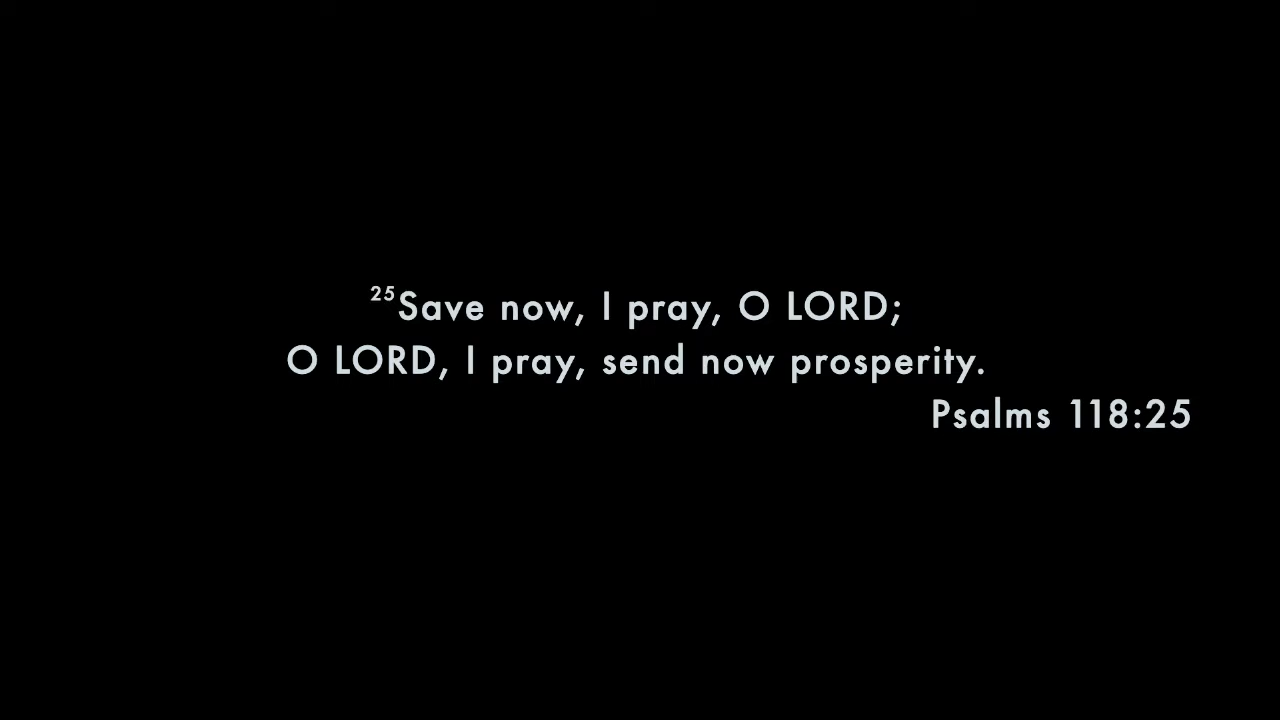 ²⁵Save now, I pray, O LORD;
O LORD, I pray, send now prosperity.
Psalms 118:25